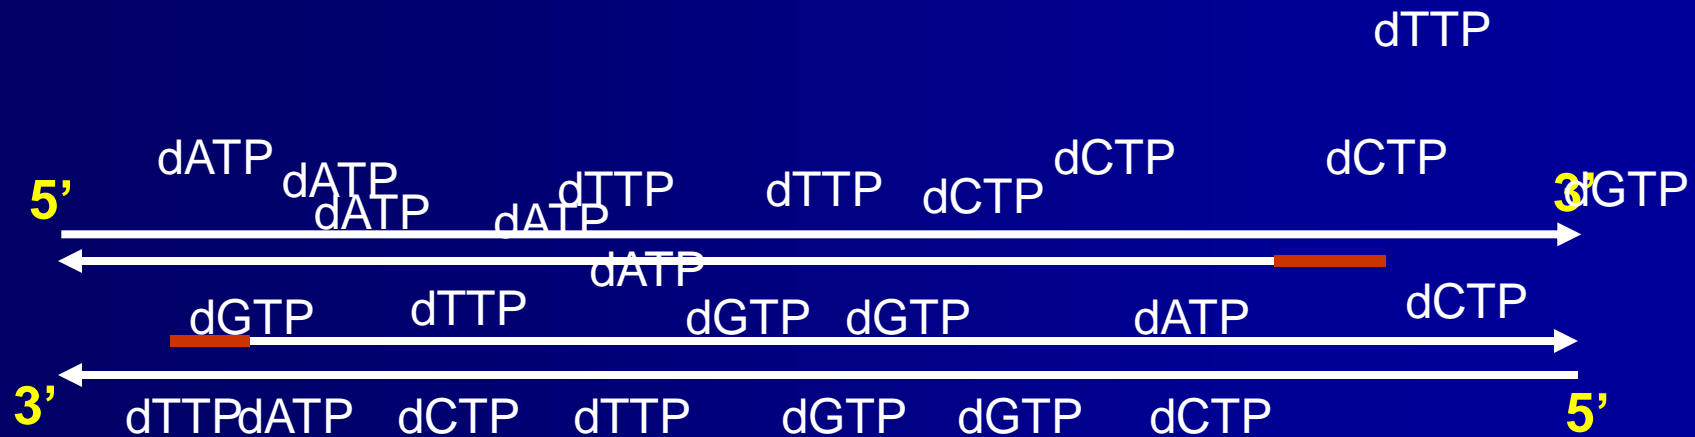 dTTP
dATP dATP dTTP dTTP dCTP dCTP dCTP
5’ dATP dATP 3’ dGTP
dATP
dGTP dTTP dGTP dGTP dATP dCTP
3’ 5’
dTTP dATP dCTP dTTP dGTP dGTP dCTP